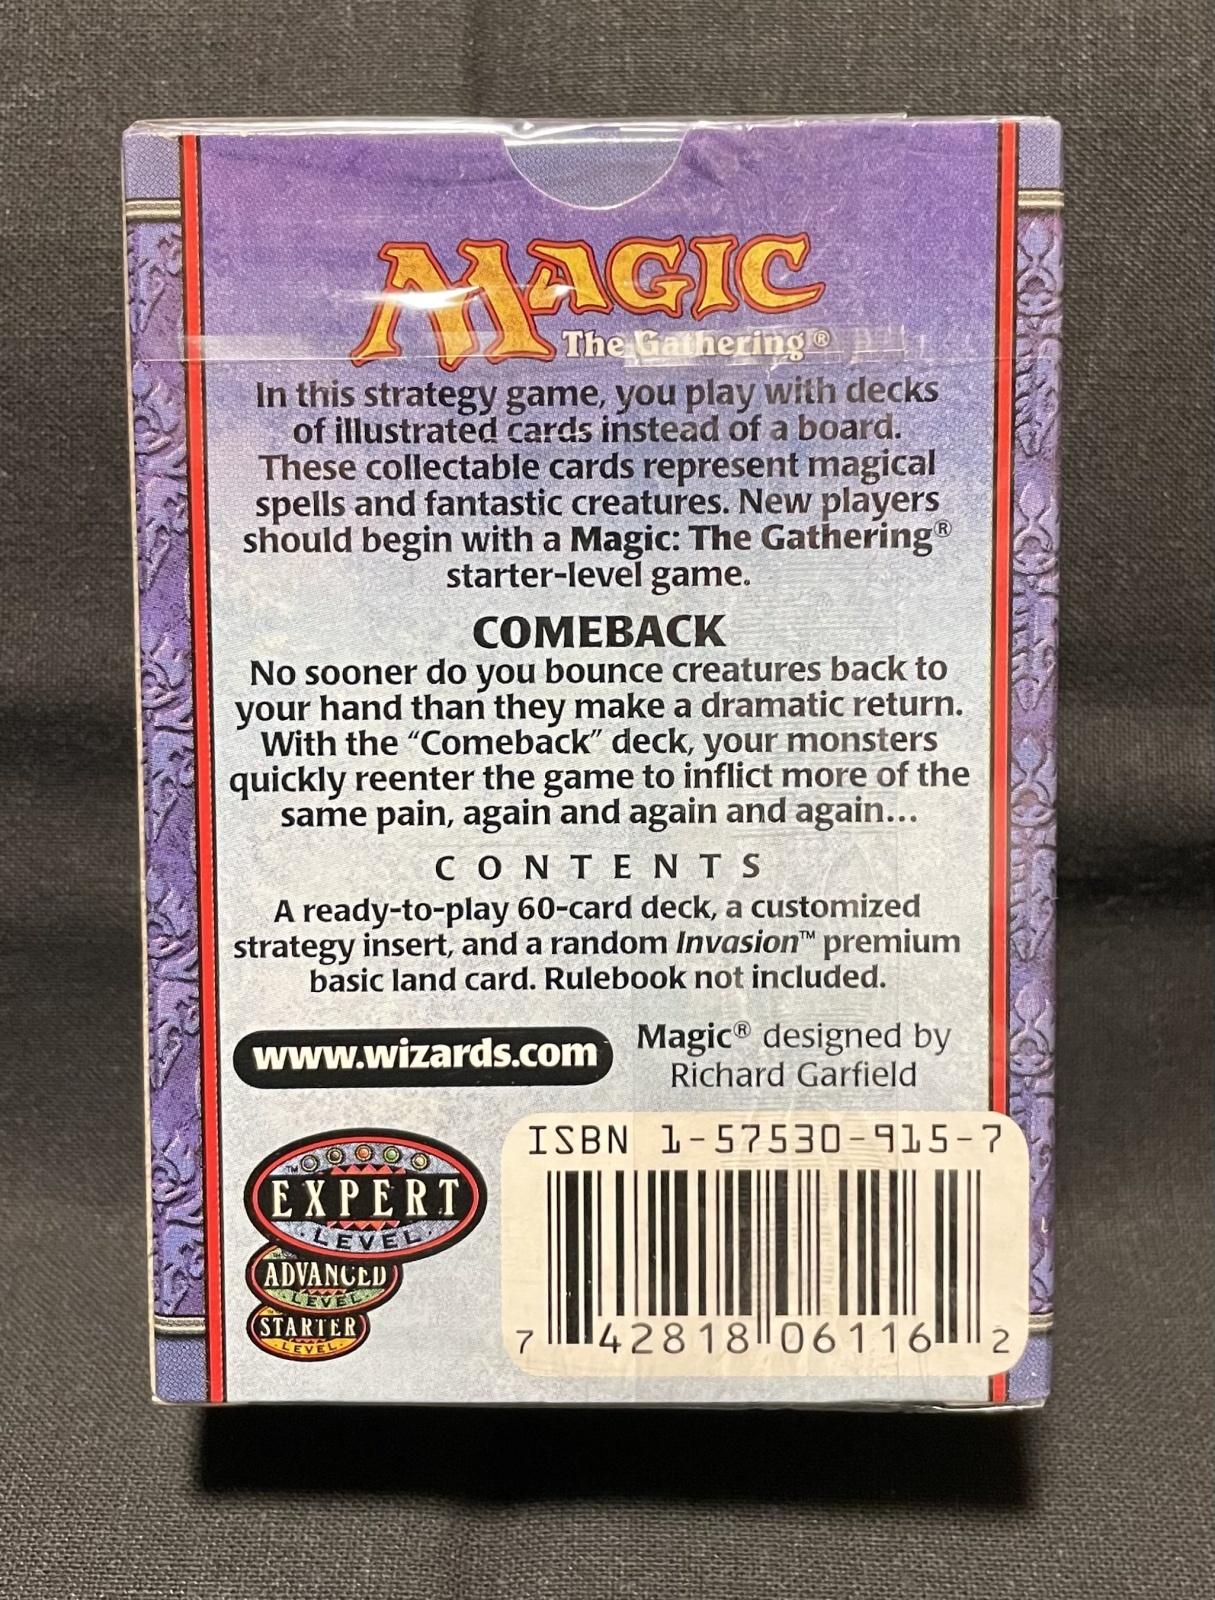 MAGIC
The Gathering®
In this strategy game, you play with decks
of illustrated cards instead of a board.
These collectable cards represent magical
spells and fantastic creatures. New players
should begin with a Magic: The Gathering®
starter-level game.
COMEBACK
No sooner do you bounce creatures back to
your hand than they make a dramatic return.
With the “Comeback” deck, your monsters
quickly reenter the game to inflict more of the
same pain, again and again and again...
CONTENTS
A ready-to-play 60-card deck, a customized
strategy insert, and a random Invasion™ premium
basic land card. Rulebook not included.
www.wizards.com
Magic® designed by
Richard Garfield
™
EXPERT
LEVEL
ADVANCED
LEVEL
STARTER
LEVEL
ISBN 1-57530-915-7
7 42818 06116 2